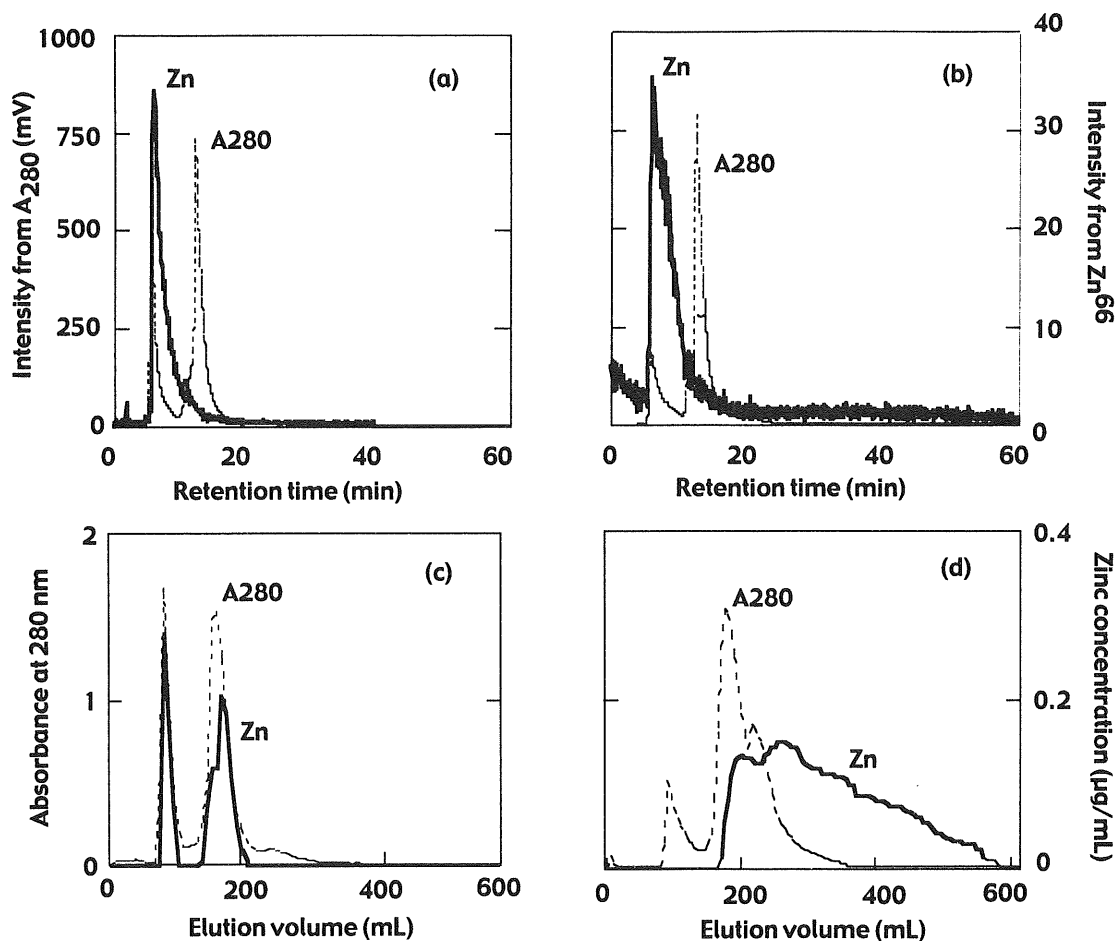 1000
750
500
250
0
Intensity from A280 (mV)
Zn
A280
(a)
0 20 40 60
Retention time (min)
Zn
A280
(b)
40
30
20
10
0
Intensity from Zn66
0 20 40 60
Retention time (min)
2
1
0
Absorbance at 280 nm
A280
Zn
(c)
0 200 400 600
Elution volume (mL)
A280
Zn
(d)
0.4
0.2
0
Zinc concentration (µg/mL)
0 200 400 600
Elution volume (mL)